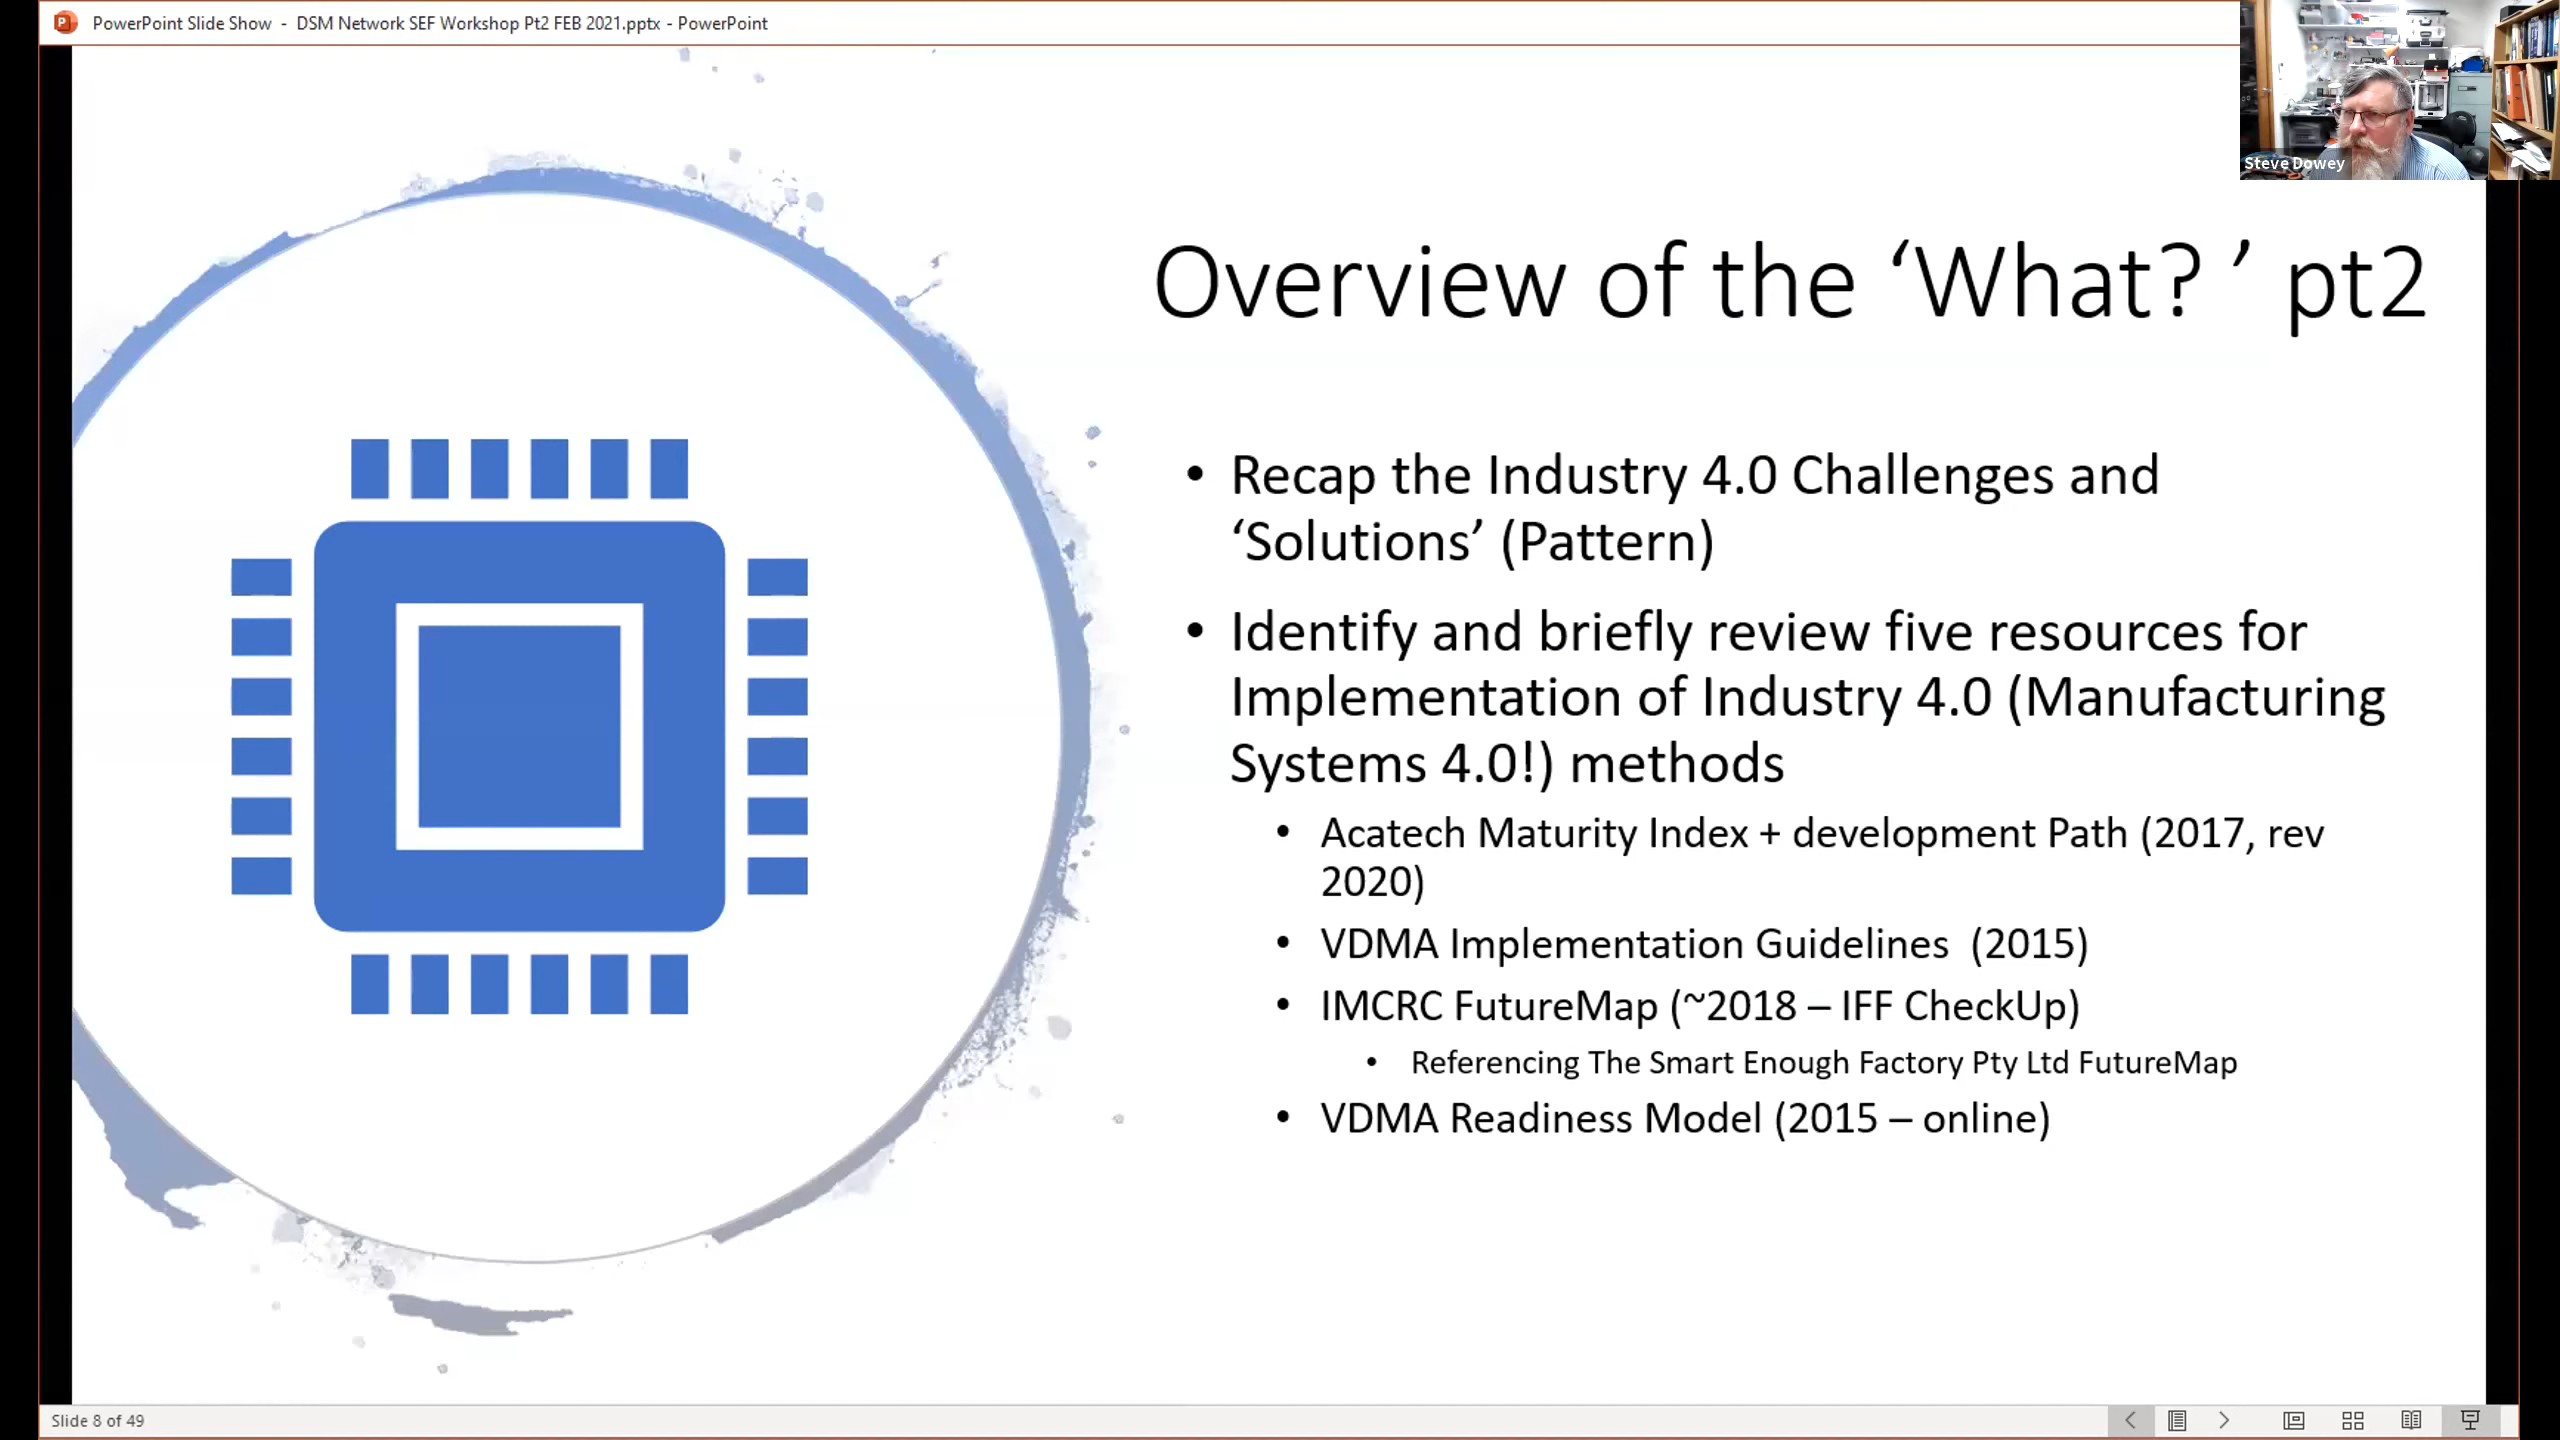 PowerPoint Slide Show - DSM Network SEF Workshop Pt2 FEB 2021.pptx - PowerPoint
Steve Dowey
Overview of the ‘What? ’ pt2
• Recap the Industry 4.0 Challenges and
‘Solutions’ (Pattern)
• Identify and briefly review five resources for
Implementation of Industry 4.0 (Manufacturing
Systems 4.0!) methods
• Acatech Maturity Index + development Path (2017, rev
2020)
• VDMA Implementation Guidelines (2015)
• IMCRC FutureMap (~2018 – IFF CheckUp)
• Referencing The Smart Enough Factory Pty Ltd FutureMap
• VDMA Readiness Model (2015 – online)
Slide 8 of 49